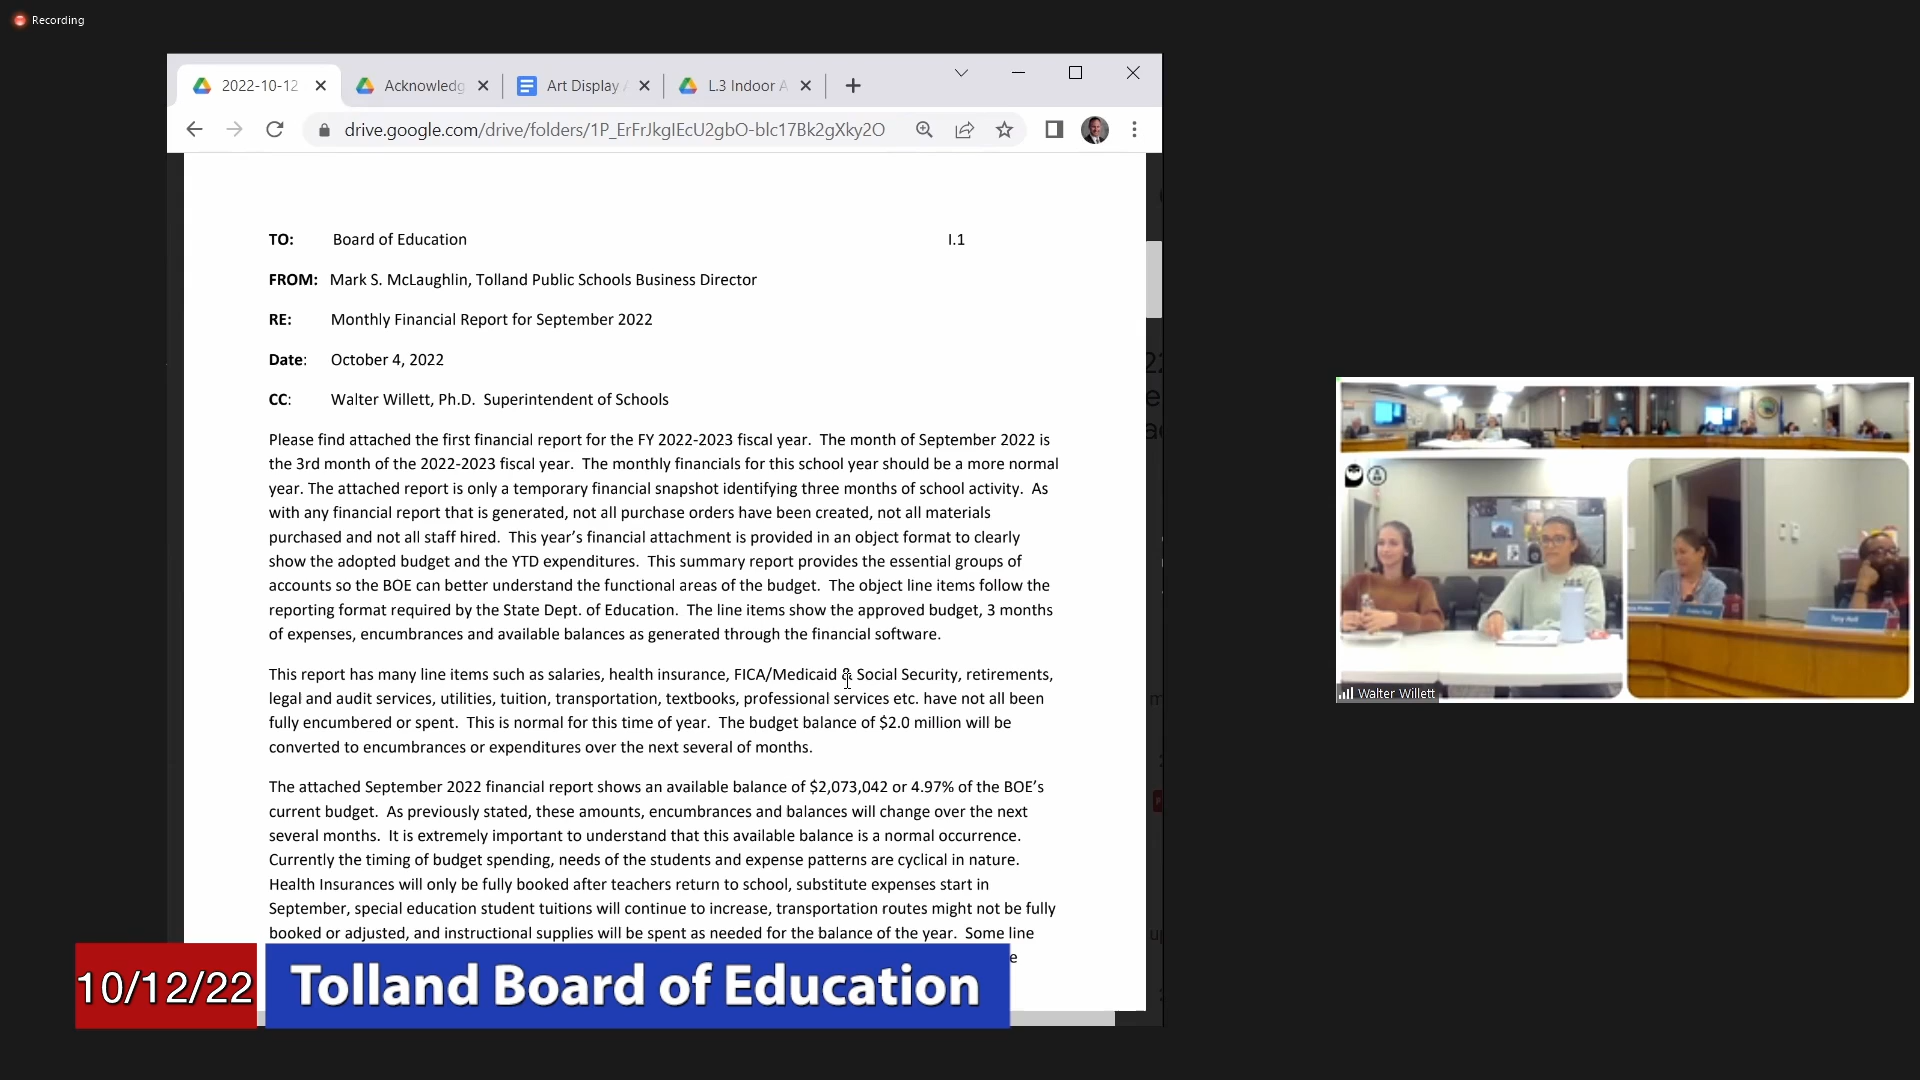 Recording
2022-10-12
Acknowledg
Art Display
L.3 Indoor A
drive.google.com/drive/folders/1P_ErFrJkgIEcU2gbO-blc17Bk2gXky2O
TO: Board of Education I.1
FROM: Mark S. McLaughlin, Tolland Public Schools Business Director
RE: Monthly Financial Report for September 2022
Date: October 4, 2022
CC: Walter Willett, Ph.D. Superintendent of Schools
Please find attached the first financial report for the FY 2022-2023 fiscal year. The month of September 2022 is
the 3rd month of the 2022-2023 fiscal year. The monthly financials for this school year should be a more normal
year. The attached report is only a temporary financial snapshot identifying three months of school activity. As
with any financial report that is generated, not all purchase orders have been created, not all materials
purchased and not all staff hired. This year’s financial attachment is provided in an object format to clearly
show the adopted budget and the YTD expenditures. This summary report provides the essential groups of
accounts so the BOE can better understand the functional areas of the budget. The object line items follow the
reporting format required by the State Dept. of Education. The line items show the approved budget, 3 months
of expenses, encumbrances and available balances as generated through the financial software.
This report has many line items such as salaries, health insurance, FICA/Medicaid & Social Security, retirements,
legal and audit services, utilities, tuition, transportation, textbooks, professional services etc. have not all been
fully encumbered or spent. This is normal for this time of year. The budget balance of $2.0 million will be
converted to encumbrances or expenditures over the next several of months.
The attached September 2022 financial report shows an available balance of $2,073,042 or 4.97% of the BOE’s
current budget. As previously stated, these amounts, encumbrances and balances will change over the next
several months. It is extremely important to understand that this available balance is a normal occurrence.
Currently the timing of budget spending, needs of the students and expense patterns are cyclical in nature.
Health Insurances will only be fully booked after teachers return to school, substitute expenses start in
September, special education student tuitions will continue to increase, transportation routes might not be fully
booked or adjusted, and instructional supplies will be spent as needed for the balance of the year. Some line
10/12/22
Tolland Board of Education
Walter Willett